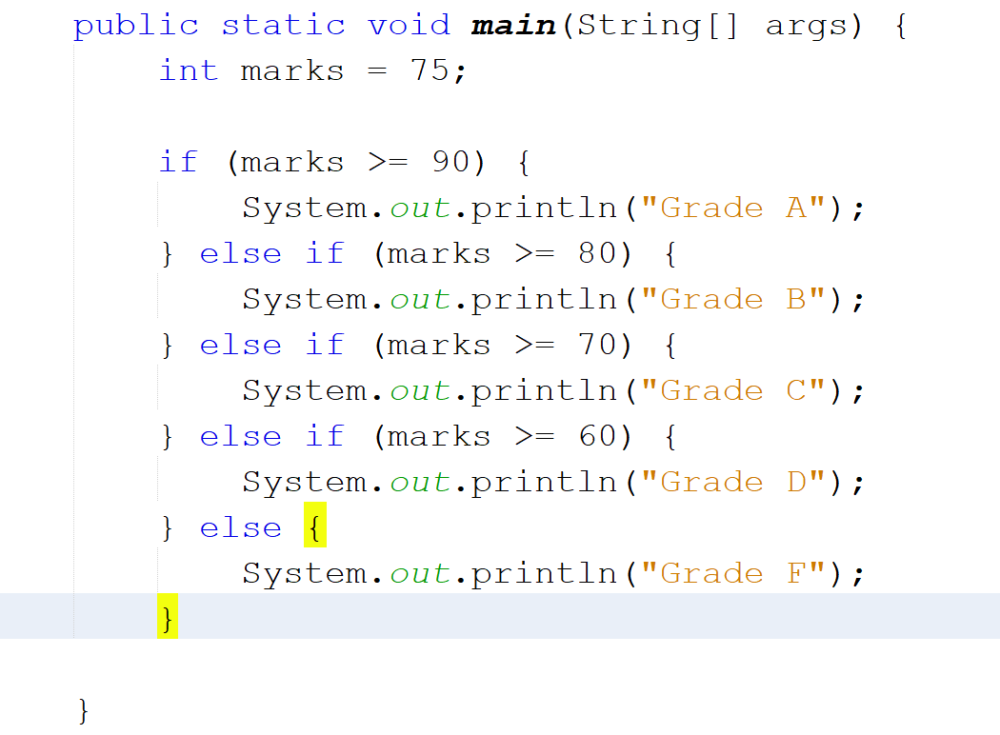 public static void main(String[] args) {
    int marks = 75;

    if (marks >= 90) {
        System.out.println("Grade A");
    } else if (marks >= 80) {
        System.out.println("Grade B");
    } else if (marks >= 70) {
        System.out.println("Grade C");
    } else if (marks >= 60) {
        System.out.println("Grade D");
    } else {
        System.out.println("Grade F");
    }

}